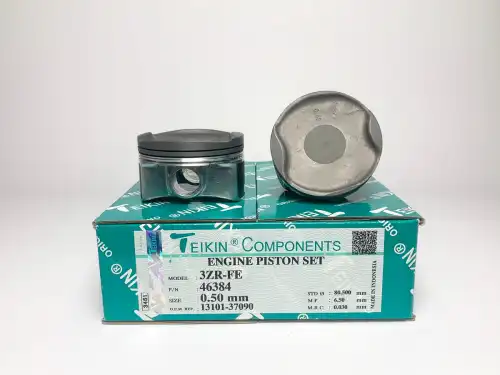 TEIKIN® COMPONENTS
ENGINE PISTON SET
MODEL : 3ZR-FE
P/N : 46384
SIZE : 0.50 mm
O.E.M REF. : 13101-37090
STD Ø : 80.500 mm
M.F : 6.50 mm
M.E.C : 0.030 mm
MADE IN INDONESIA